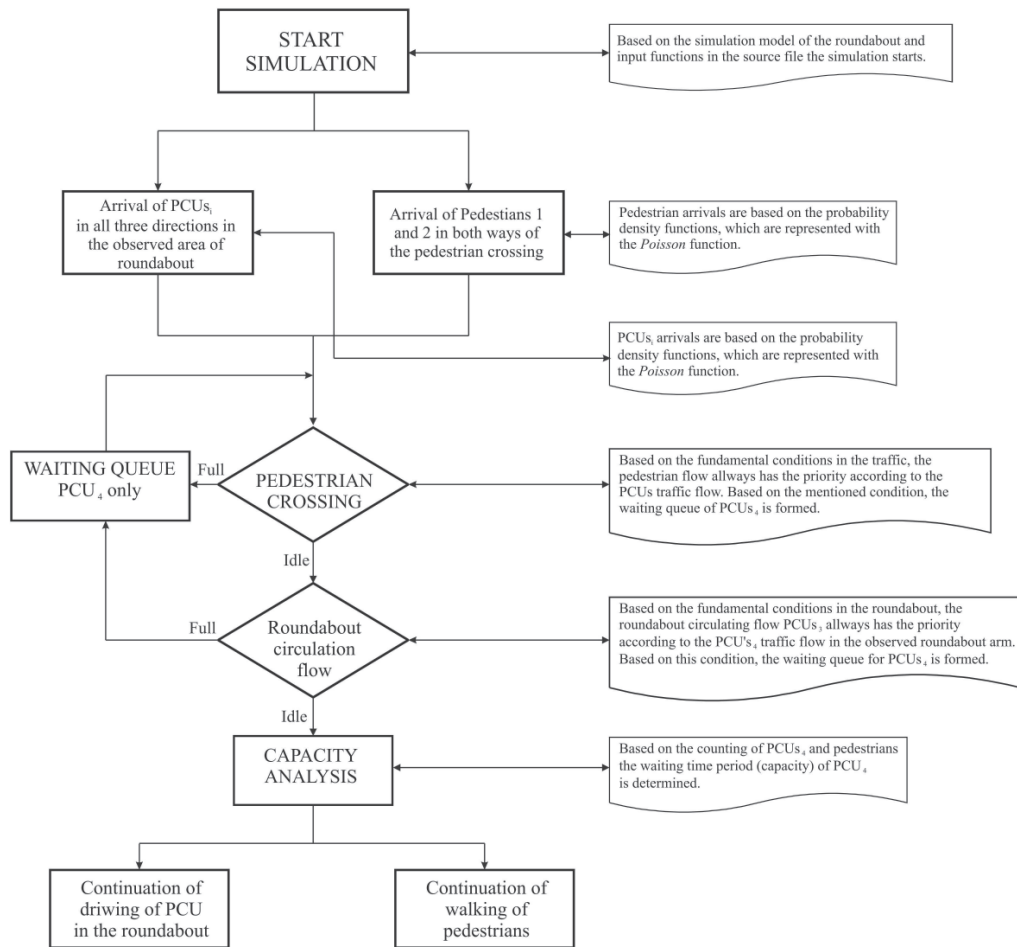 START
SIMULATION
Based on the simulation model of the roundabout and
input functions in the source file the simulation starts.
Arrival of PCUsᵢ
in all three directions in
the observed area of
roundabout
Arrival of Pedestians 1
and 2 in both ways of
the pedestrian crossing
Pedestrian arrivals are based on the probability
density functions, which are represented with
the Poisson function.
PCUsᵢ arrivals are based on the probability
density functions, which are represented with
the Poisson function.
WAITING QUEUE
PCU₄ only
Full
PEDESTRIAN
CROSSING
Based on the fundamental conditions in the traffic, the
pedestrian flow allways has the priority according to the
PCUs traffic flow. Based on the mentioned condition, the
waiting queue of PCUs₄ is formed.
Idle
Full
Roundabout
circulation
flow
Based on the fundamental conditions in the roundabout, the
roundabout circulating flow PCUs allways has the priority
according to the PCU's₄ traffic flow in the observed roundabout arm.
Based on this condition, the waiting queue for PCUs₄ is formed.
Idle
CAPACITY
ANALYSIS
Based on the counting of PCUs₄ and pedestrians
the waiting time period (capacity) of PCU₄
is determined.
Continuation of
driwing of PCU
in the roundabout
Continuation of
walking of
pedestrians